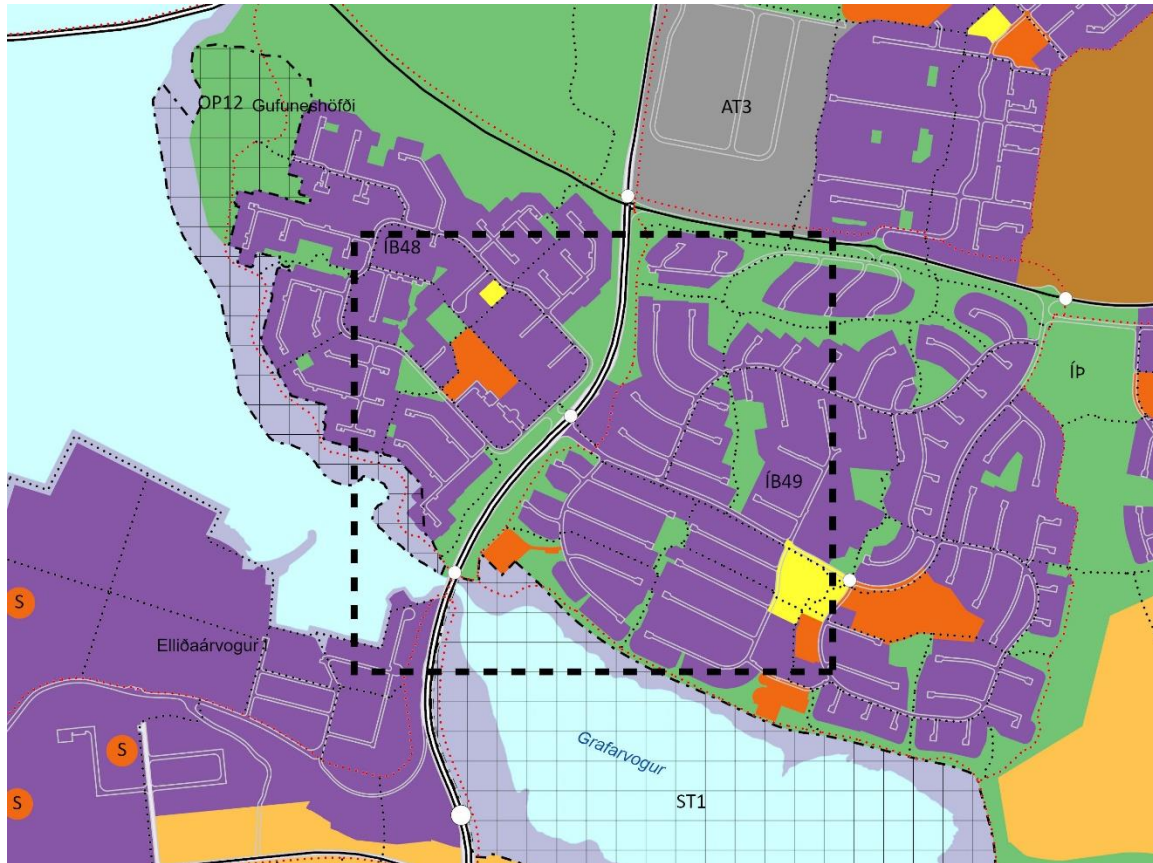 AT3
OP12
Gufuneshöfði
ÍB48
ÍÞ
ÍB49
S
Elliðaárvogur
S
Grafarvogur
S
ST1